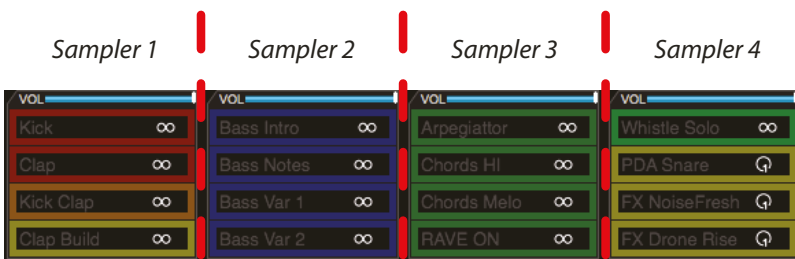 Sampler 1 Sampler 2 Sampler 3 Sampler 4
VOL VOL VOL VOL
Kick Bass Intro Arpegiattor Whistle Solo
Clap Bass Notes Chords HI PDA Snare
Kick Clap Bass Var 1 Chords Melo FX NoiseFresh
Clap Build Bass Var 2 RAVE ON FX Drone Rise